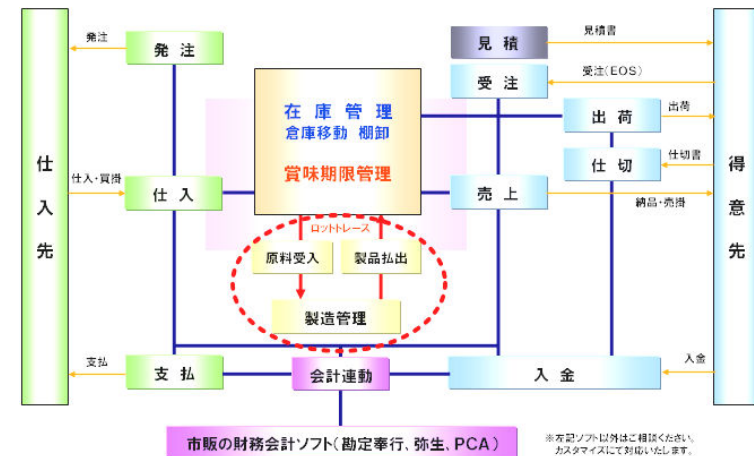 発注
発注
見積
見積書
受注
受注(EOS)
在庫管理
倉庫移動 棚卸
賞味期限管理
出荷
出荷
仕切
仕切書
仕入先
得意先
仕入・買掛
仕入
売上
納品・売掛
ロットトレース
原料受入
製品払出
製造管理
支払
支払
会計連動
入金
入金
市販の財務会計ソフト(勘定奉行、弥生、PCA)
※左記ソフト以外はご相談ください。
カスタマイズにて対応いたします。